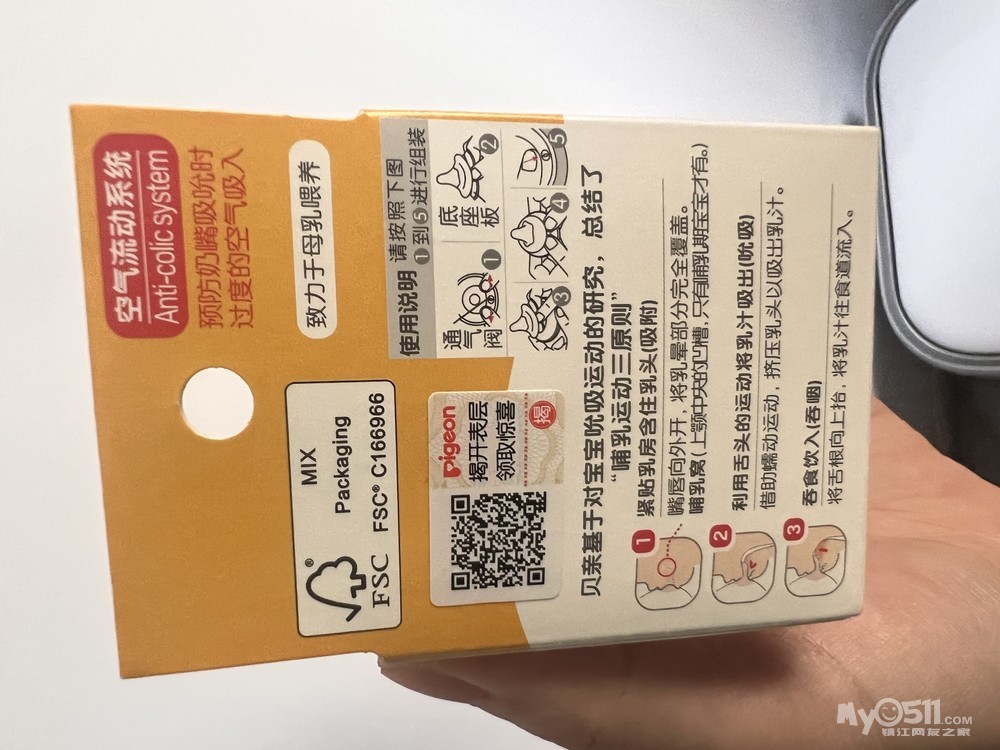 空气流动系统
Anti-colic system
预防奶嘴吸吮时
过度的空气吸入
致力于母乳喂养
MIX
Packaging
FSC® C166966
FSC
使用说明
请按照下图
1到5进行组装
通气阀
1
底座板
2
3
4
5
Pigeon
揭开表层
领取惊喜
揭
贝亲基于对宝宝吮吸运动的研究，总结了
“哺乳运动三原则”
1
紧贴乳房含住乳头(吸附)
嘴唇向外开，将乳晕部分完全覆盖。
哺乳窝(上颚中央的凹槽,只有哺乳期宝宝才有。)
2
利用舌头的运动将乳汁吸出(吮吸)
借助蠕动运动，挤压乳头以吸出乳汁。
3
吞食饮入(吞咽)
将舌根向上抬，将乳汁往食道流入。
My0511.COM
镇江网友之家